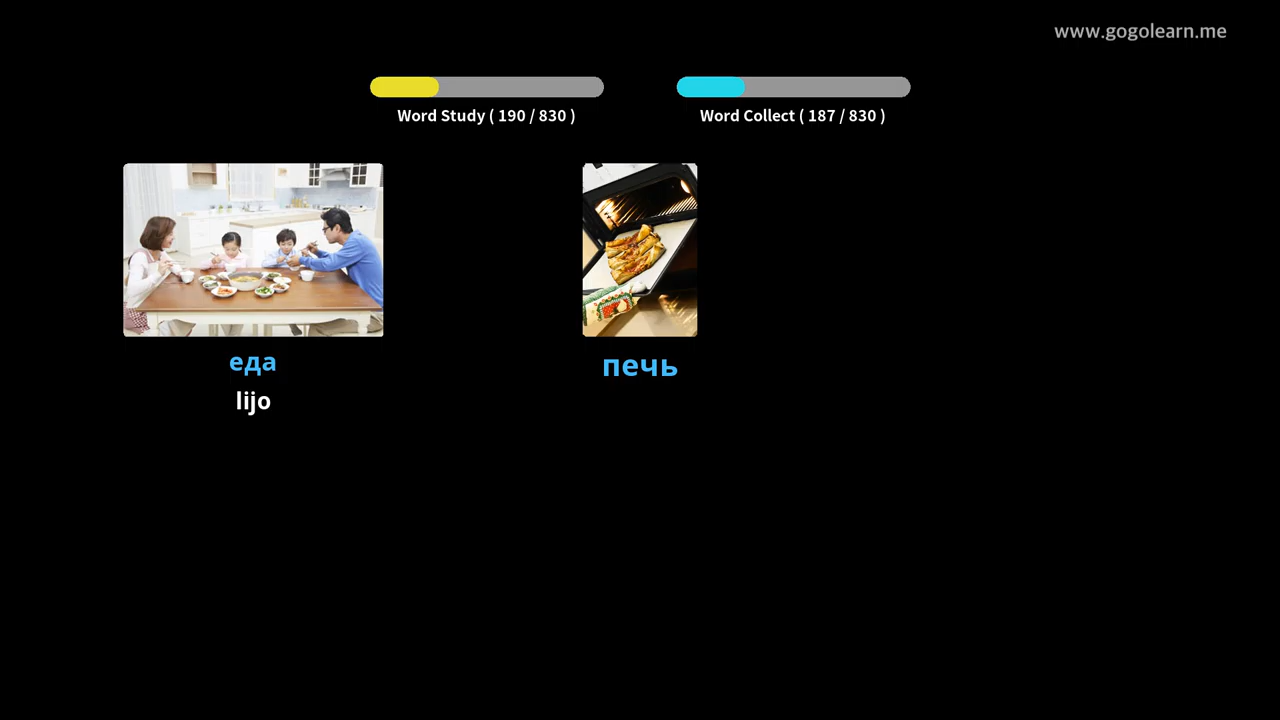 www.gogolearn.me
Word Study ( 190 / 830 )
Word Collect ( 187 / 830 )
еда
lijo
печь